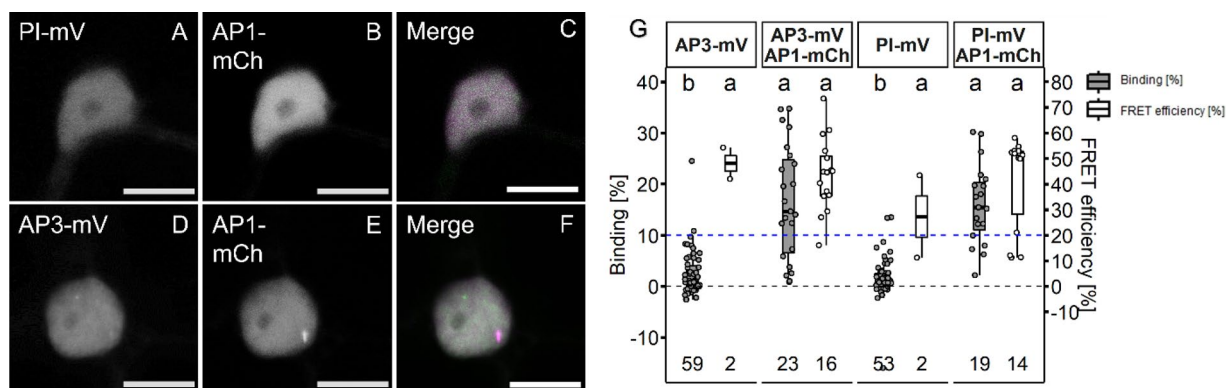 PI-mV
A
AP1-
mCh
B
Merge
C
AP3-mV
D
AP1-
mCh
E
Merge
F
G
AP3-mV
AP3-mV
AP1-mCh
PI-mV
PI-mV
AP1-mCh
40
30
20
10
0
-10
Binding [%]
b
a
a
a
b
a
a
a
59
2
23
16
53
2
19
14
80
70
60
50
40
30
20
10
0
-10
FRET efficiency [%]
Binding [%]
FRET efficiency [%]